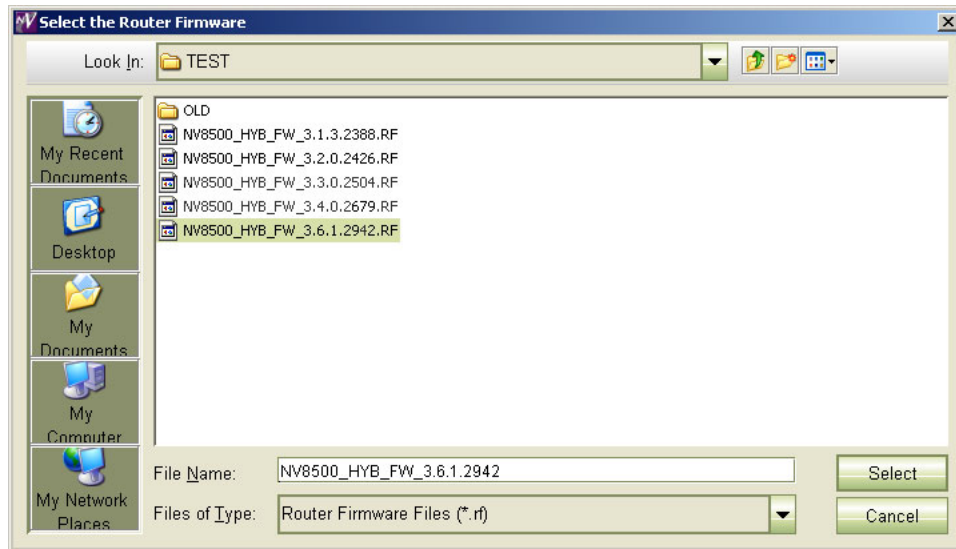 Select the Router Firmware
Look In:
TEST
My Recent
Documents
Desktop
My
Documents
My
Computer
My Network
Places
OLD
NV8500_HYB_FW_3.1.3.2388.RF
NV8500_HYB_FW_3.2.0.2426.RF
NV8500_HYB_FW_3.3.0.2504.RF
NV8500_HYB_FW_3.4.0.2679.RF
NV8500_HYB_FW_3.6.1.2942.RF
File Name:
NV8500_HYB_FW_3.6.1.2942
Select
Files of Type:
Router Firmware Files (*.rf)
Cancel